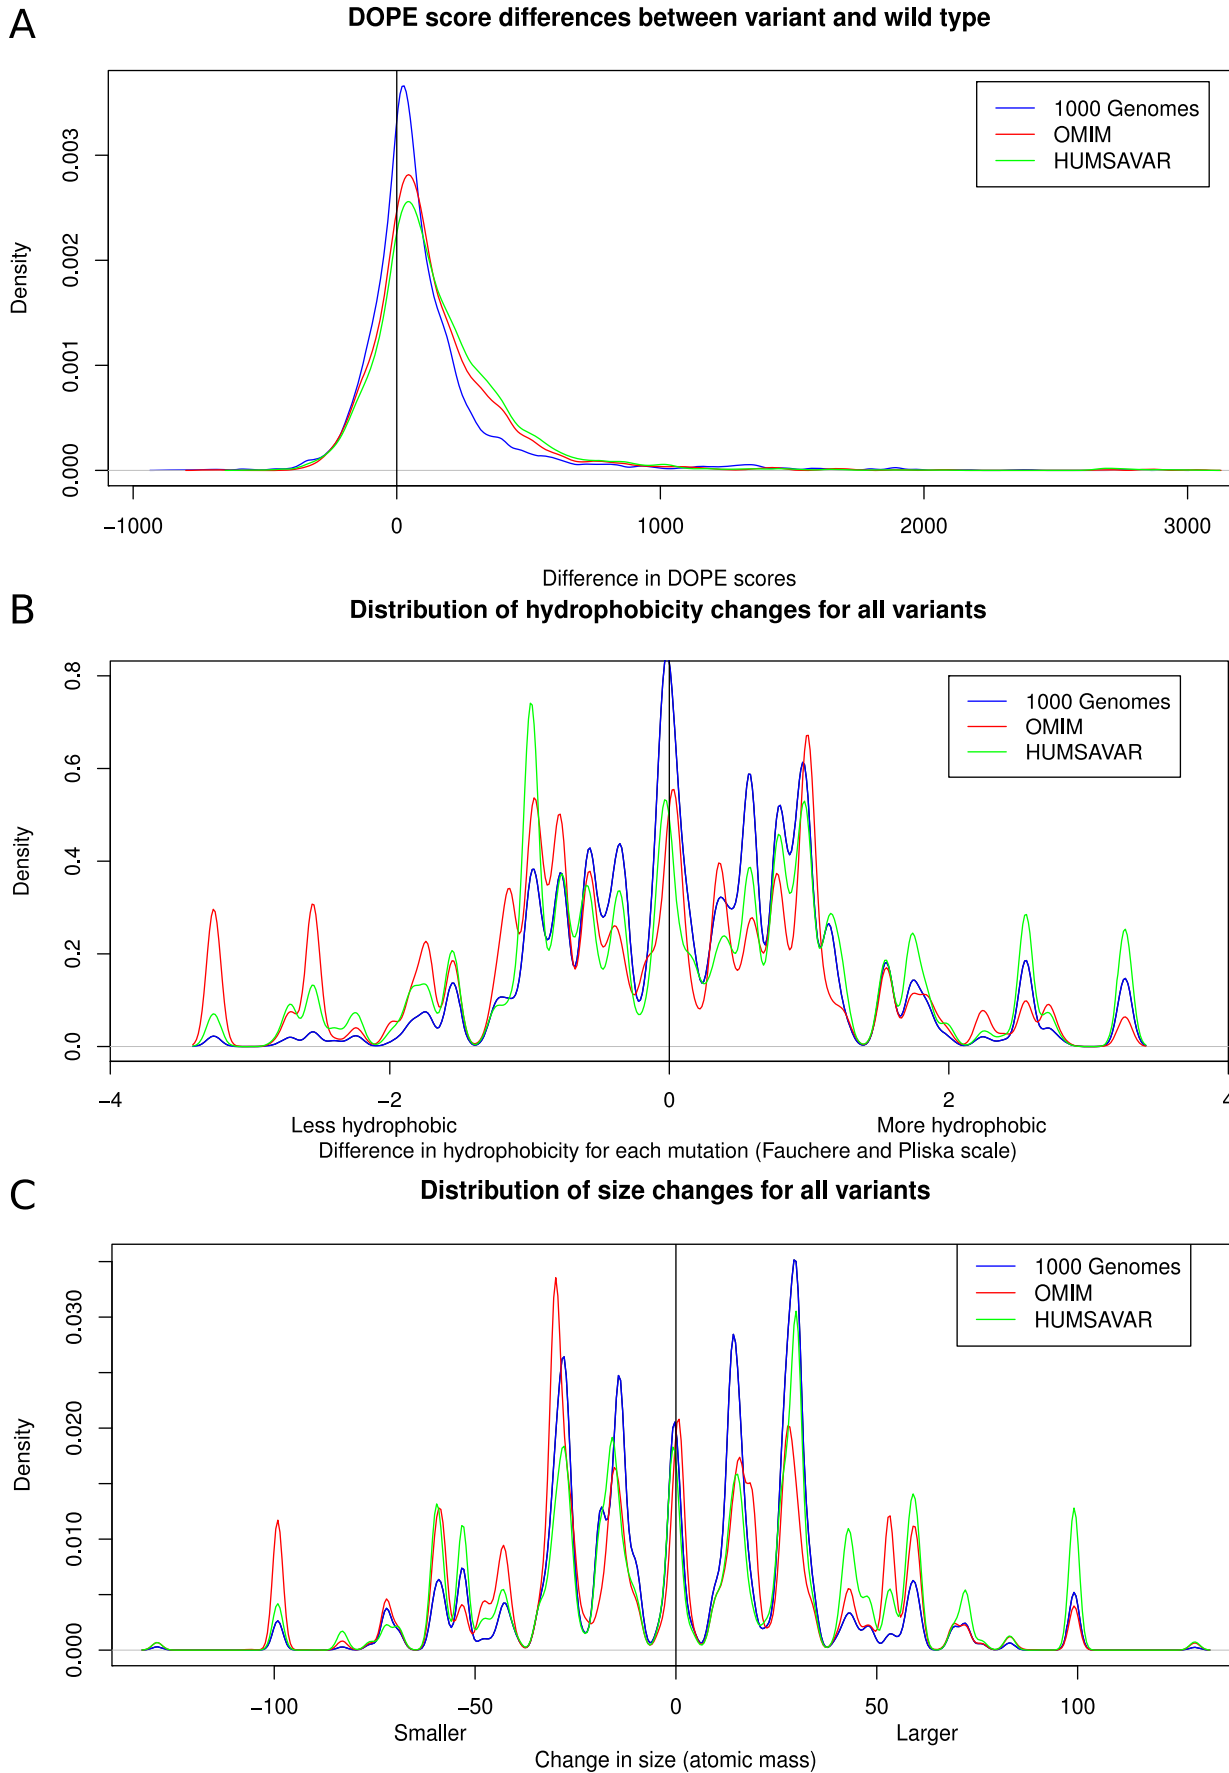 A
DOPE score differences between variant and wild type
1000 Genomes
OMIM
HUMSAVAR
Density
0.000
0.001
0.002
0.003
−1000
0
1000
2000
3000
Difference in DOPE scores
B
Distribution of hydrophobicity changes for all variants
1000 Genomes
OMIM
HUMSAVAR
Density
0.0
0.2
0.4
0.6
0.8
−4
−2
0
2
4
Less hydrophobic
More hydrophobic
Difference in hydrophobicity for each mutation (Fauchere and Pliska scale)
C
Distribution of size changes for all variants
1000 Genomes
OMIM
HUMSAVAR
Density
0.000
0.010
0.020
0.030
−100
−50
0
50
100
Smaller
Larger
Change in size (atomic mass)